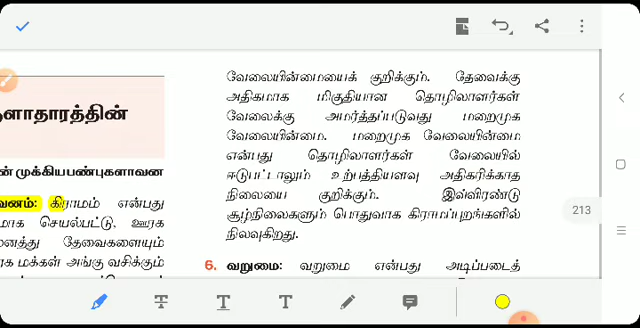 ளாதாரத்தின்
ன் முக்கியபண்புகளாவன
வனம்: கிராமம் என்பது
மாக செயல்பட்டு, ஊரக
னத்து தேவைகளையும்
ரக மக்கள் அங்கு வசிக்கும்
வேலையின்மையைக் குறிக்கும். தேவைக்கு
அதிகமாக மிகுதியான தொழிலாளர்கள்
வேலைக்கு அமர்த்தப்படுவது மறைமுக
வேலையின்மை. மறைமுக வேலையின்மை
என்பது தொழிலாளர்கள் வேலையில்
ஈடுபட்டாலும் உற்பத்தியளவு அதிகரிக்காத
நிலையை குறிக்கும். இவ்விரண்டு
சூழ்நிலைகளும் பொதுவாக கிராமப்புறங்களில்
நிலவுகிறது.
6. வறுமை: வறுமை என்பது அடிப்படைத்
213